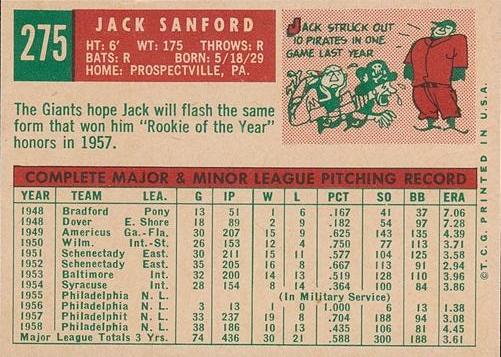 275
JACK SANFORD
HT: 6' WT: 175 THROWS: R
BATS: R BORN: 5/18/29
HOME: PROSPECTVILLE, PA.
JACK STRUCK OUT
10 PIRATES IN ONE
GAME LAST YEAR
The Giants hope Jack will flash the same
form that won him "Rookie of the Year"
honors in 1957.
COMPLETE MAJOR & MINOR LEAGUE PITCHING RECORD
YEAR TEAM LEA. G IP W L PCT SO BB ERA
1948 Bradford Pony 13 51 1 6 .167 41 37 7.06
1948 Dover E. Shore 18 89 2 9 .182 54 97 7.28
1949 Americus Ga.-Fla. 30 207 15 9 .625 143 135 4.39
1950 Wilm. Int.-St. 26 153 12 4 .750 77 113 3.71
1951 Schenectady East. 30 211 15 11 .577 115 124 3.58
1952 Schenectady East. 35 205 16 8 .667 113 91 2.94
1953 Baltimore Int. 32 200 14 13 .519 128 110 3.96
1954 Syracuse Int. 28 154 8 14 .364 100 84 3.86
1955 Philadelphia N. L. (In Military Service)
1956 Philadelphia N. L. 3 13 1 0 1.000 6 13 1.38
1957 Philadelphia N. L. 33 237 19 8 .704 188 94 3.08
1958 Philadelphia N. L. 38 186 10 13 .435 106 81 4.45
Major League Totals 3 Yrs. 74 436 30 21 .588 300 188 3.61
© T.C.G. PRINTED IN U.S.A.